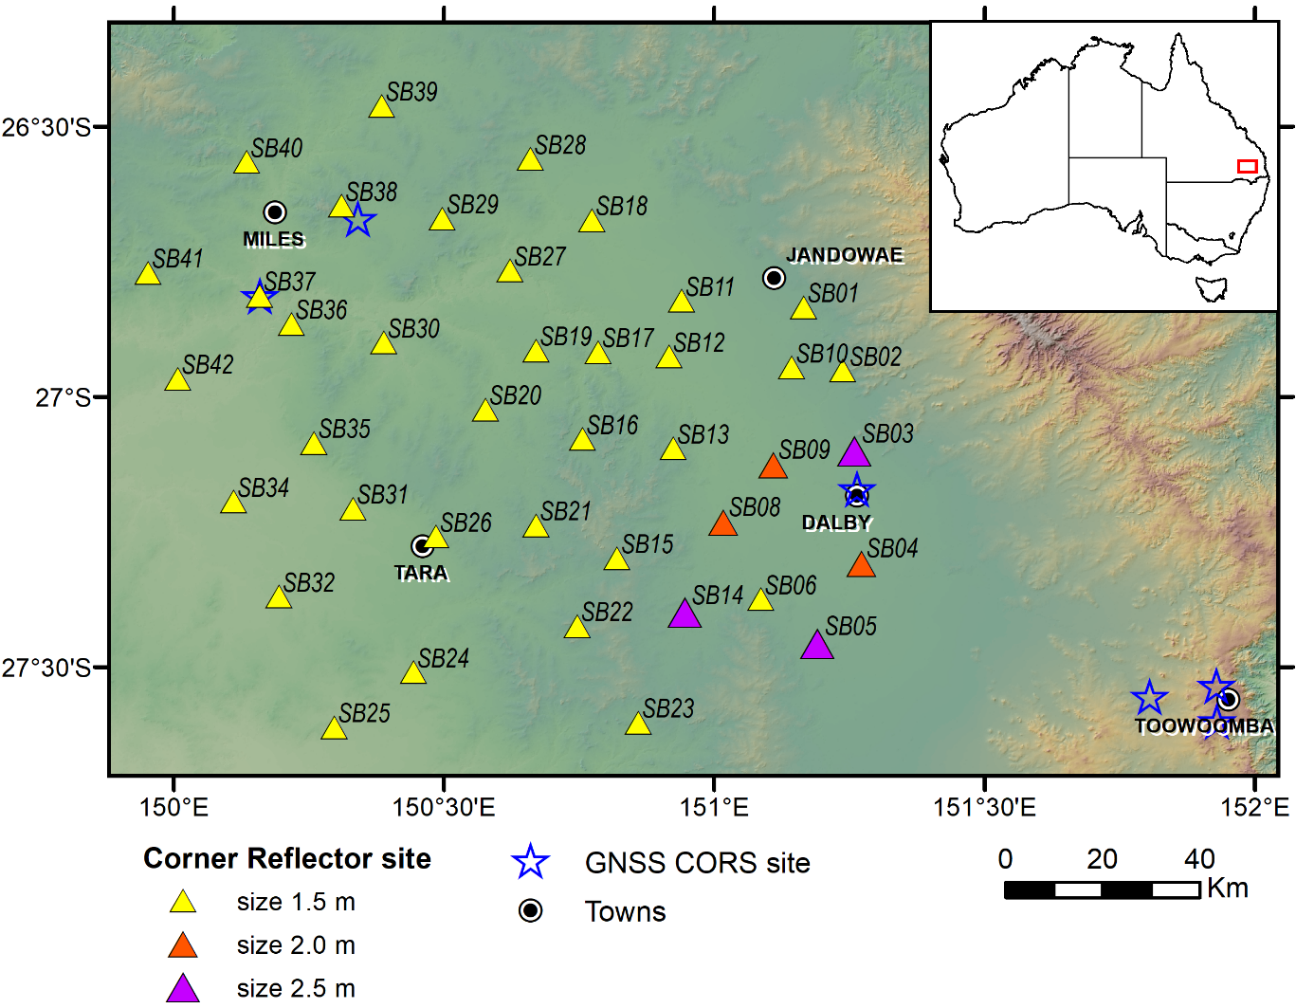 SB39
26°30'S
SB40
SB28
SB38
SB29
SB18
MILES
JANDOWAE
SB41
SB27
SB37
SB11
SB01
SB36
SB30
SB19
SB17
SB12
SB10
SB02
SB42
27°S
SB20
SB16
SB35
SB13
SB03
SB09
SB34
SB31
SB08
SB21
SB26
DALBY
SB15
SB04
TARA
SB32
SB06
SB14
SB22
SB05
27°30'S
SB24
SB23
SB25
TOOWOOMBA
150°E
150°30'E
151°E
151°30'E
152°E
Corner Reflector site
size 1.5 m
size 2.0 m
size 2.5 m
GNSS CORS site
Towns
0 20 40
Km